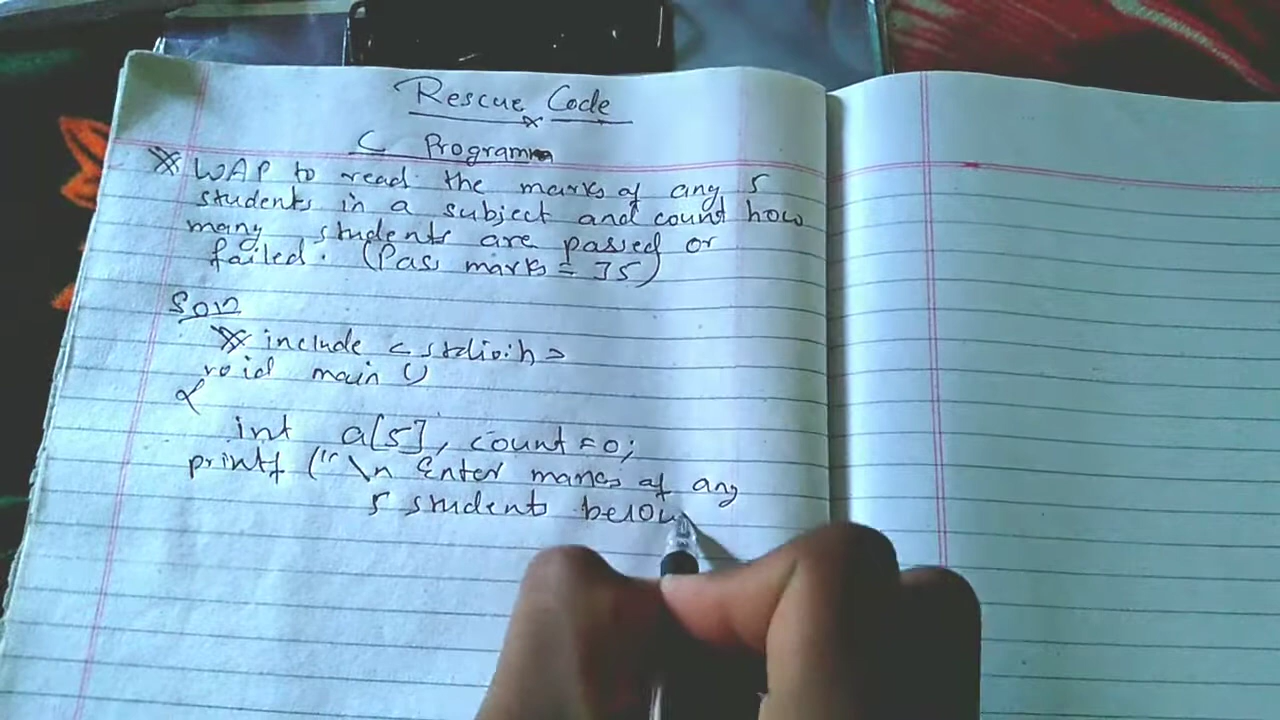 Rescue Code
C Program
* WAP to read the marks of any 5
students in a subject and count how
many students are passed or
failed. (Pass marks = 35)
Soln
# include <stdio.h>
void main ()
{
int a[5], count=0;
printf ("\n Enter marks of any
5 students below